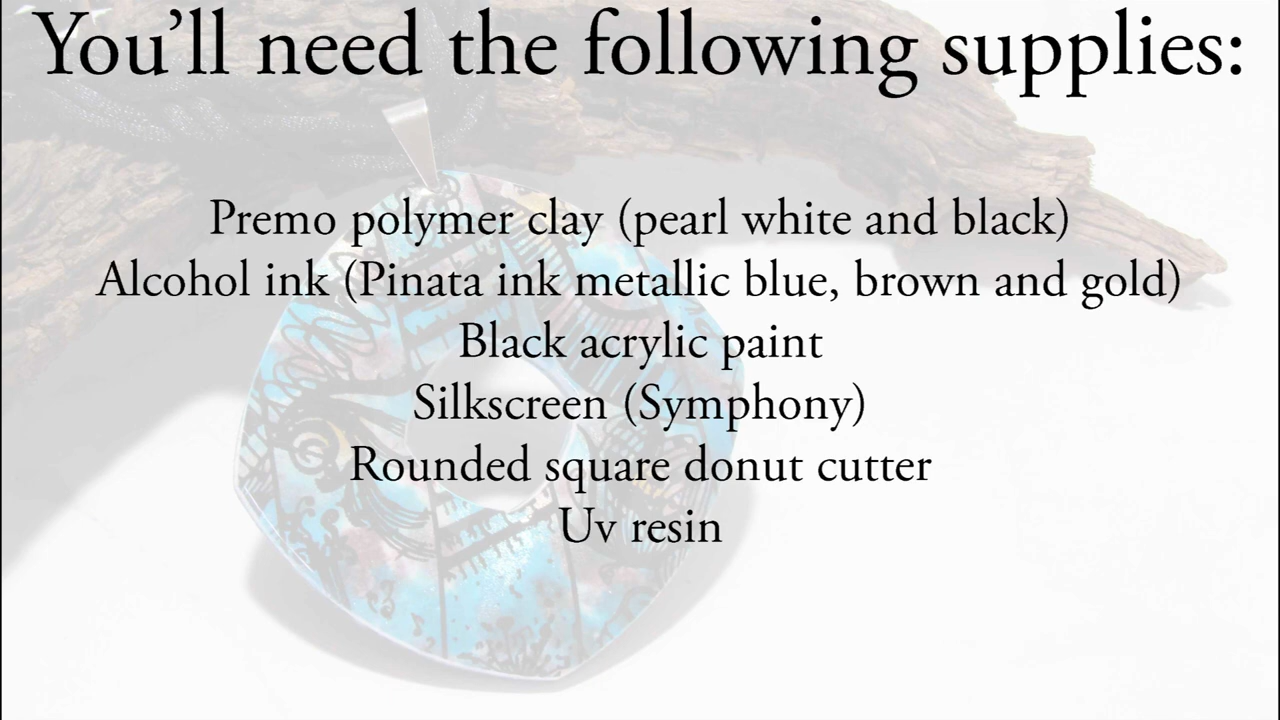 You’ll need the following supplies:
Premo polymer clay (pearl white and black)
Alcohol ink (Pinata ink metallic blue, brown and gold)
Black acrylic paint
Silkscreen (Symphony)
Rounded square donut cutter
Uv resin